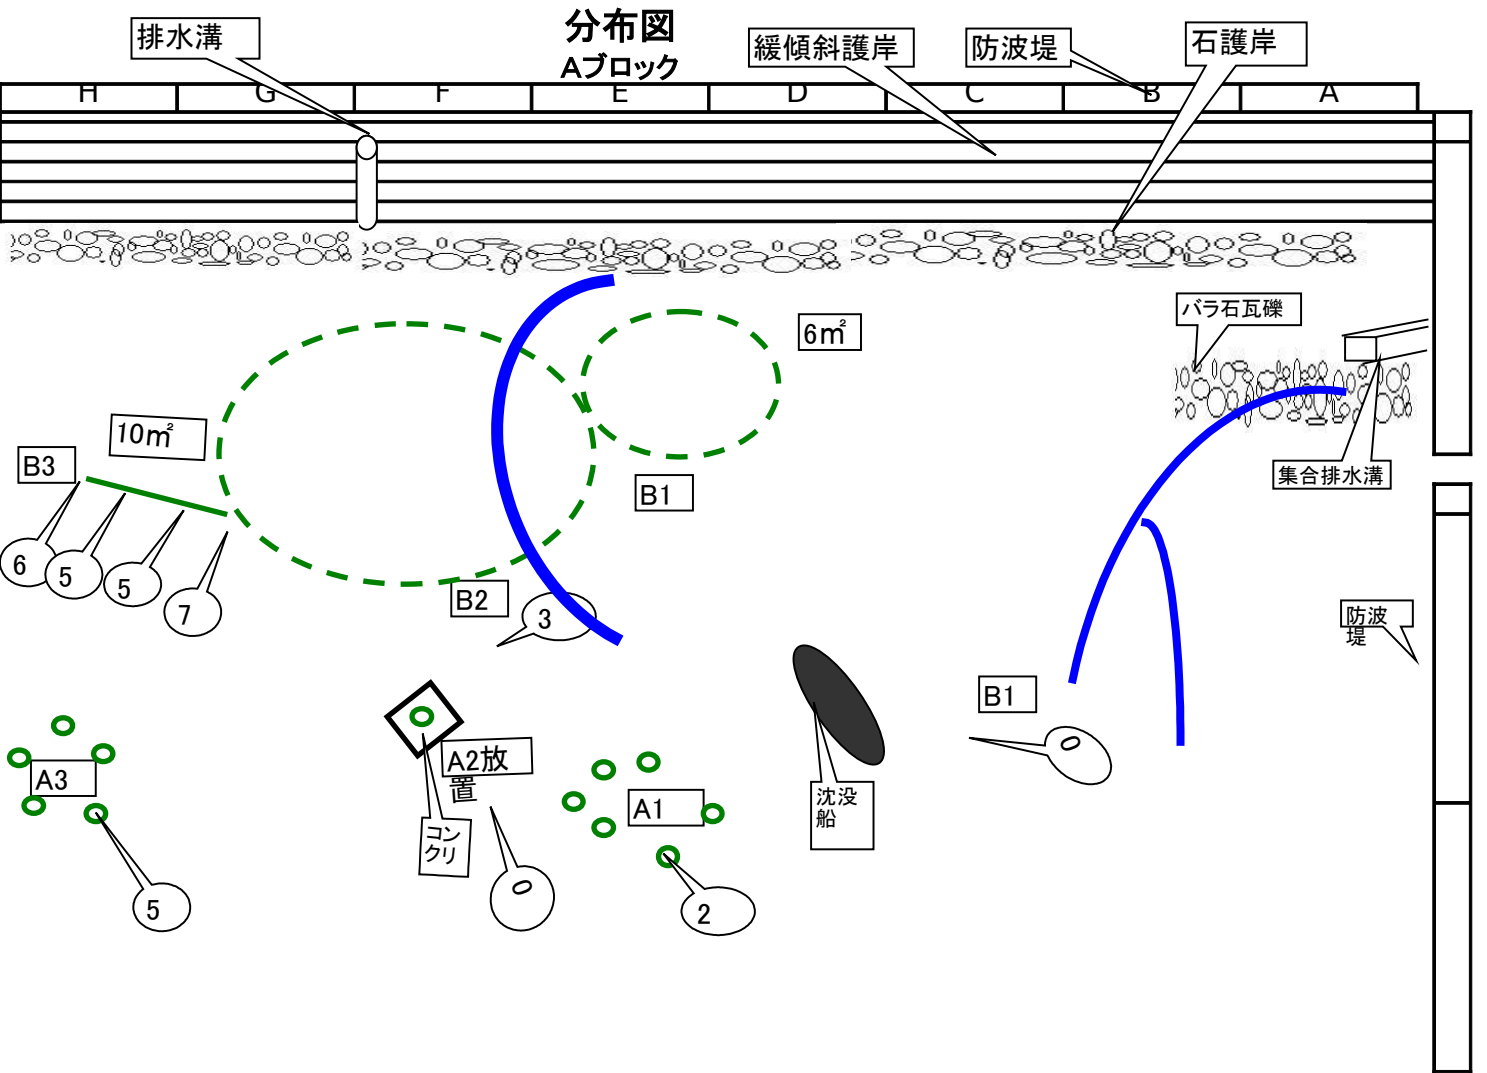 分布図
Aブロック
排水溝
緩傾斜護岸
防波堤
石護岸
H G F E D C B A
バラ石瓦礫
6㎡
10㎡
B3
B1
集合排水溝
6
5
5
7
B2
3
防波
堤
B1
0
A2放
置
A3
A1
沈没
船
コン
クリ
0
5
2